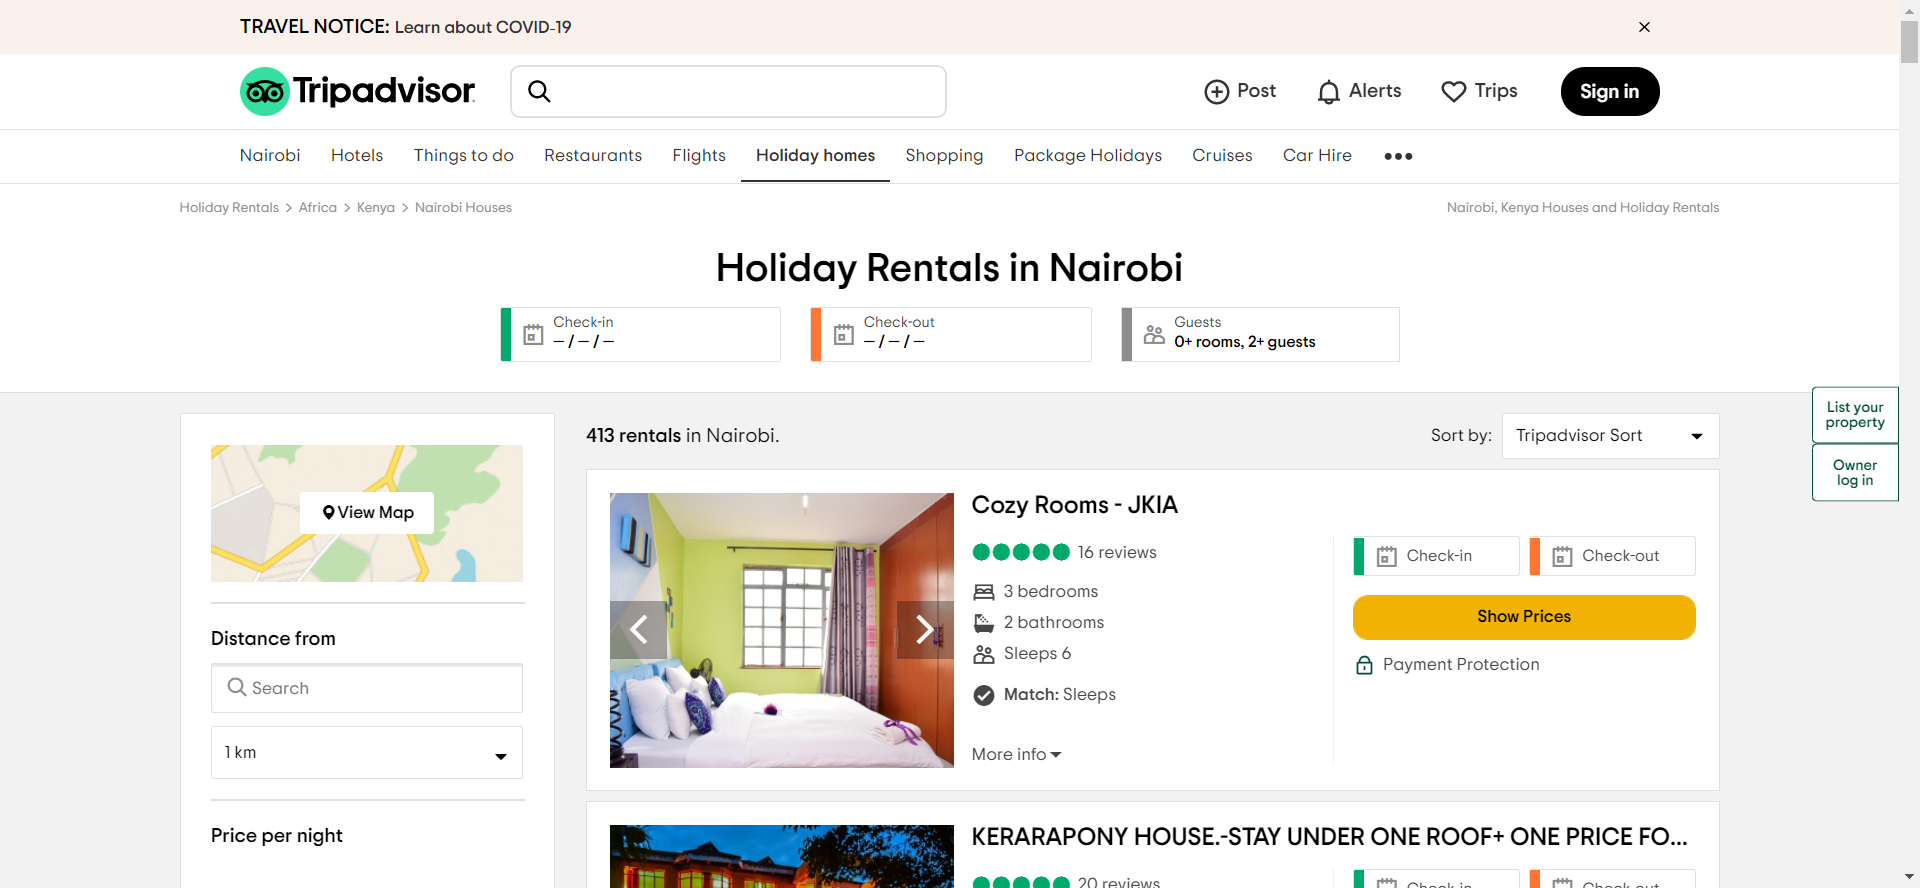 TRAVEL NOTICE: Learn about COVID-19
Tripadvisor
Post
Alerts
Trips
Sign in
Nairobi
Hotels
Things to do
Restaurants
Flights
Holiday homes
Shopping
Package Holidays
Cruises
Car Hire
Holiday Rentals > Africa > Kenya > Nairobi Houses
Nairobi, Kenya Houses and Holiday Rentals
Holiday Rentals in Nairobi
Check-in
– / – / –
Check-out
– / – / –
Guests
0+ rooms, 2+ guests
List your
property
Owner
log in
View Map
Distance from
Search
1 km
Price per night
413 rentals in Nairobi.
Sort by:
Tripadvisor Sort
Cozy Rooms - JKIA
16 reviews
3 bedrooms
2 bathrooms
Sleeps 6
Match: Sleeps
More info
Check-in
Check-out
Show Prices
Payment Protection
KERARAPONY HOUSE.-STAY UNDER ONE ROOF+ ONE PRICE FO...
20 reviews
Check-in
Check-out